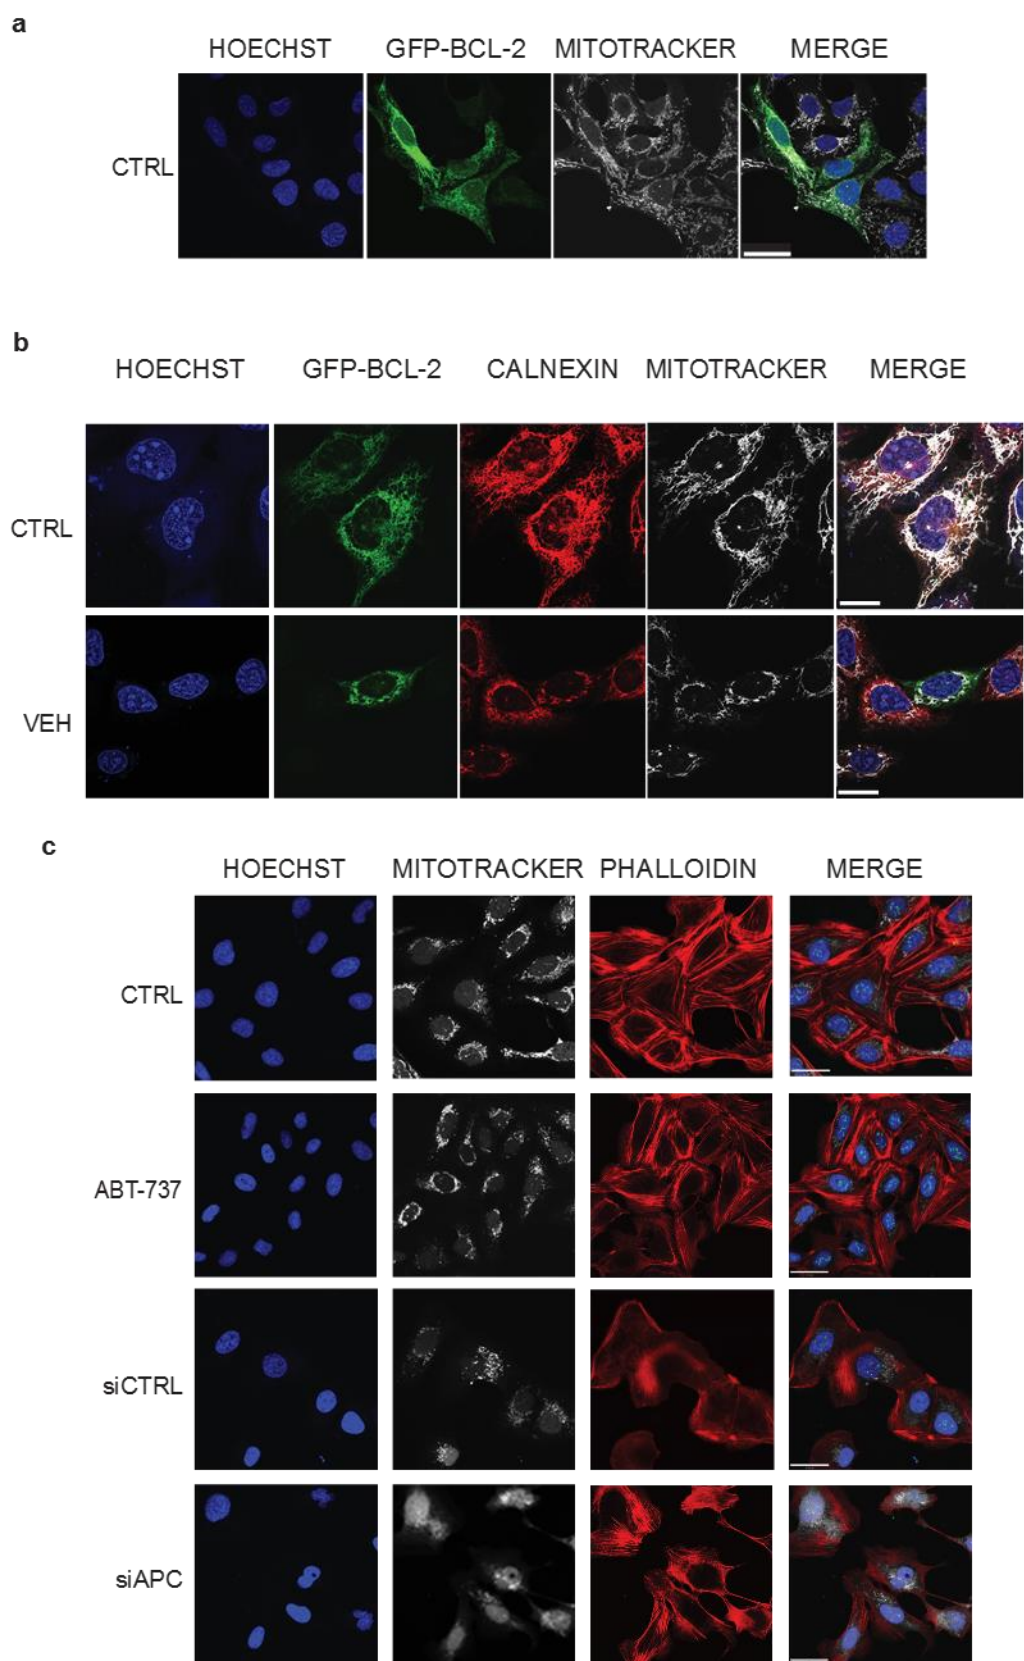 a
HOECHST GFP-BCL-2 MITOTRACKER MERGE
CTRL
b
HOECHST GFP-BCL-2 CALNEXIN MITOTRACKER MERGE
CTRL
VEH
c
HOECHST MITOTRACKER PHALLOIDIN MERGE
CTRL
ABT-737
siCTRL
siAPC